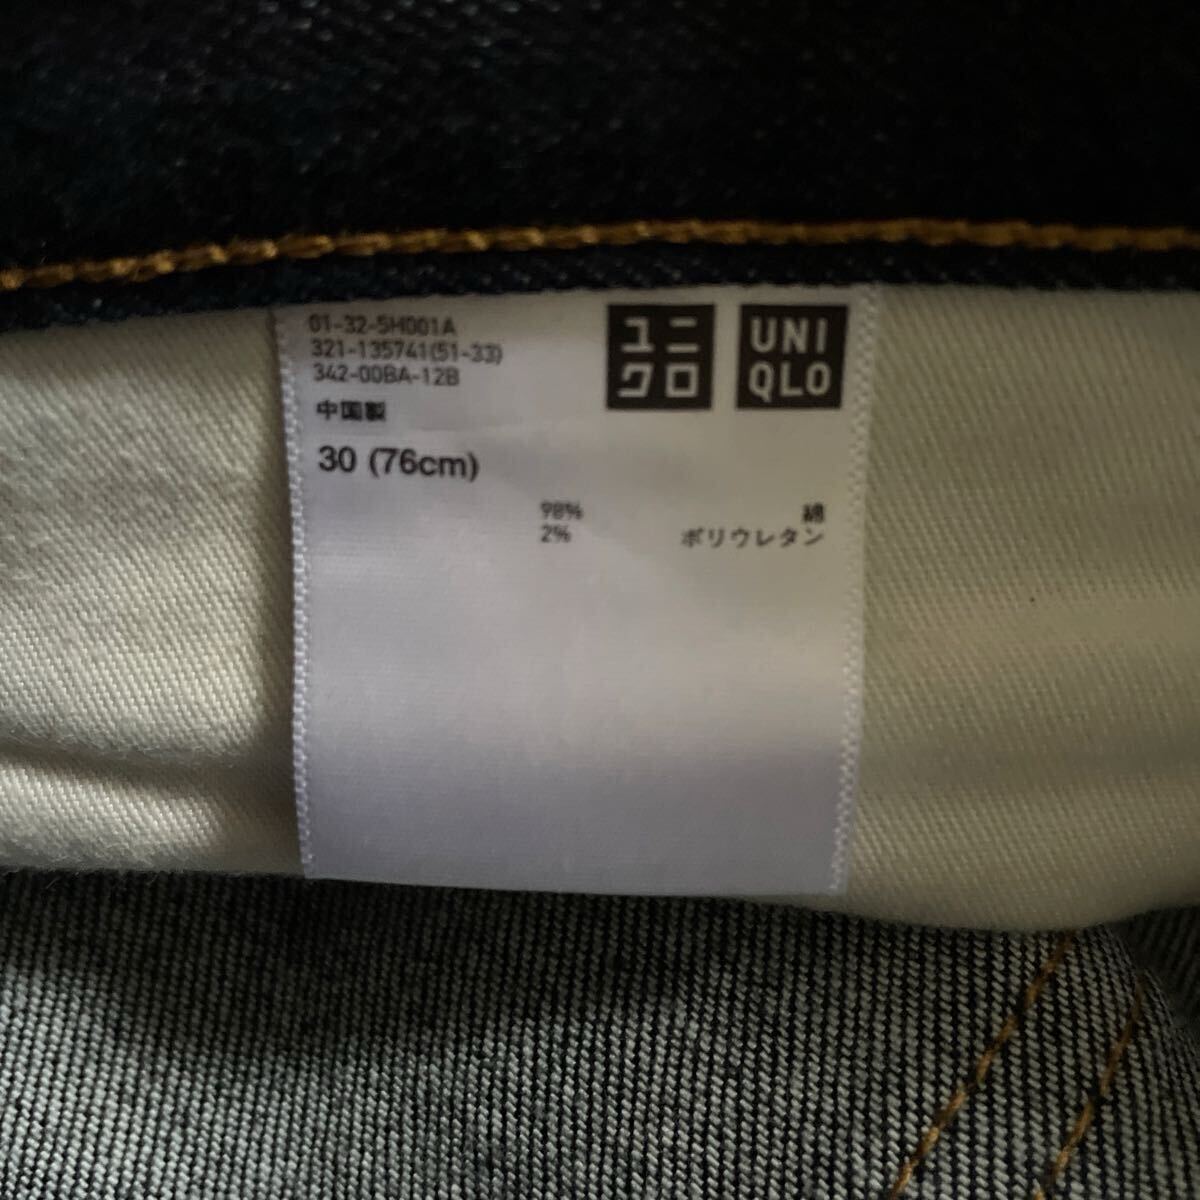 01-32-5H001A
321-135741(51-33)
342-00BA-12B
中国製
30 (76cm)
ユニ
クロ
UNI
QLO
98% 綿
2% ポリウレタン